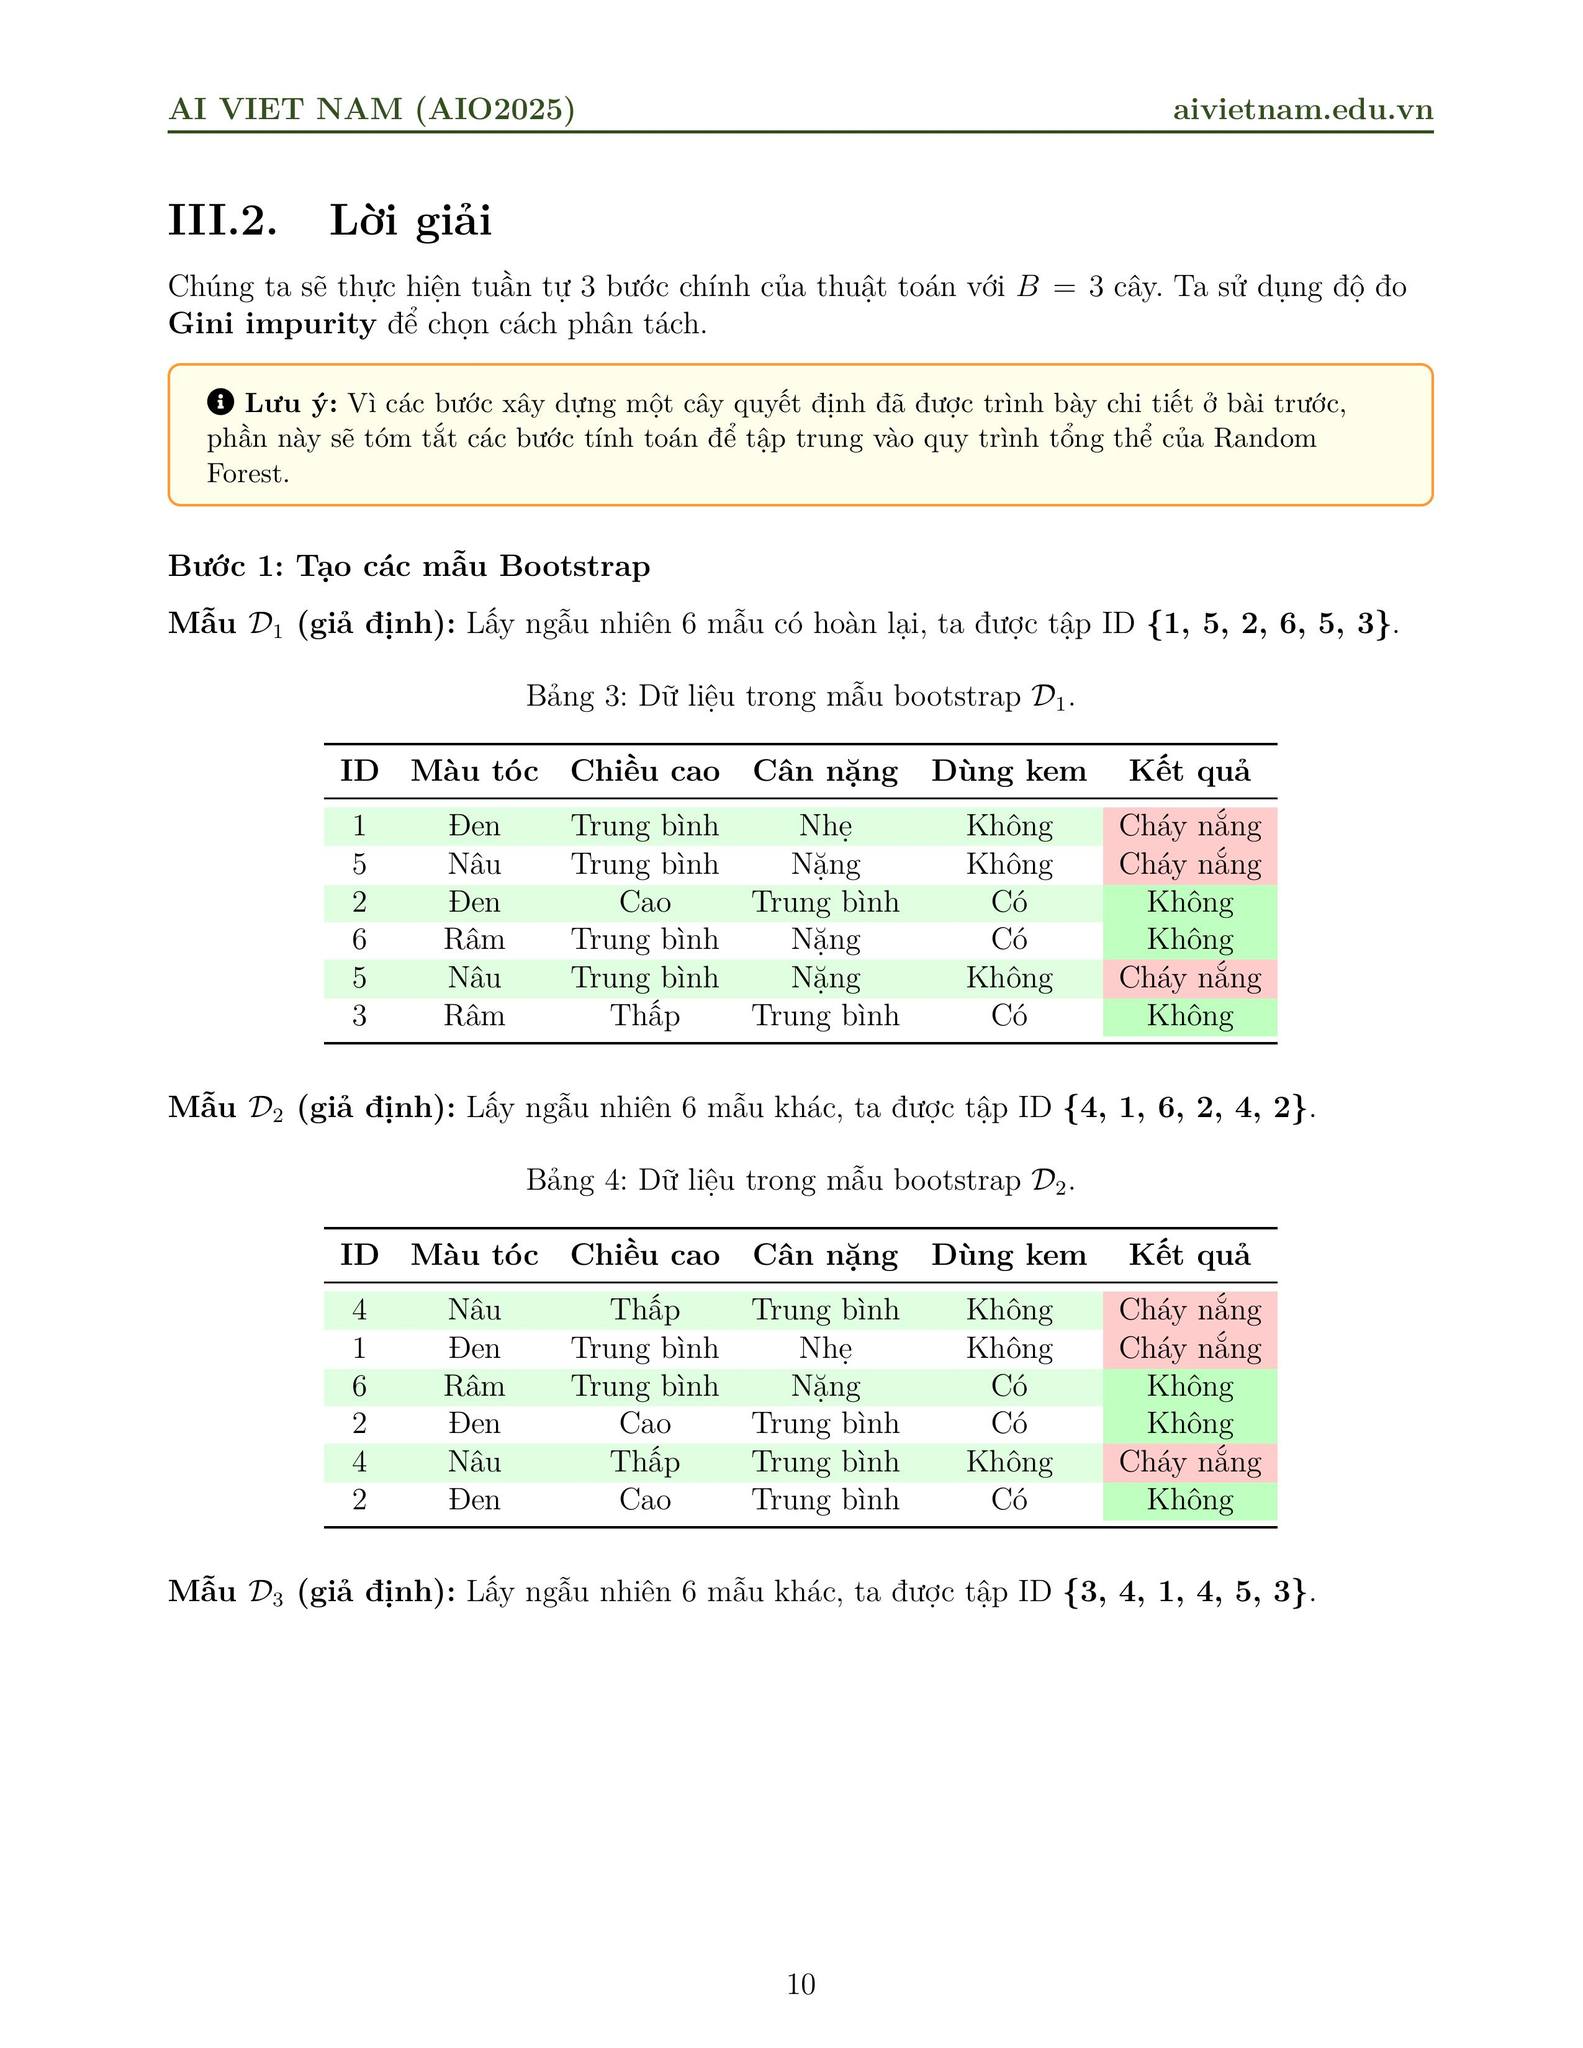 AI VIET NAM (AIO2025) aivietnam.edu.vn
III.2. Lời giải
Chúng ta sẽ thực hiện tuần tự 3 bước chính của thuật toán với B = 3 cây. Ta sử dụng độ đo
Gini impurity để chọn cách phân tách.
Lưu ý: Vì các bước xây dựng một cây quyết định đã được trình bày chi tiết ở bài trước,
phần này sẽ tóm tắt các bước tính toán để tập trung vào quy trình tổng thể của Random
Forest.
Bước 1: Tạo các mẫu Bootstrap
Mẫu D₁ (giả định): Lấy ngẫu nhiên 6 mẫu có hoàn lại, ta được tập ID {1, 5, 2, 6, 5, 3}.
Bảng 3: Dữ liệu trong mẫu bootstrap D₁.
ID Màu tóc Chiều cao Cân nặng Dùng kem Kết quả
1 Đen Trung bình Nhẹ Không Cháy nắng
5 Nâu Trung bình Nặng Không Cháy nắng
2 Đen Cao Trung bình Có Không
6 Râm Trung bình Nặng Có Không
5 Nâu Trung bình Nặng Không Cháy nắng
3 Râm Thấp Trung bình Có Không
Mẫu D₂ (giả định): Lấy ngẫu nhiên 6 mẫu khác, ta được tập ID {4, 1, 6, 2, 4, 2}.
Bảng 4: Dữ liệu trong mẫu bootstrap D₂.
ID Màu tóc Chiều cao Cân nặng Dùng kem Kết quả
4 Nâu Thấp Trung bình Không Cháy nắng
1 Đen Trung bình Nhẹ Không Cháy nắng
6 Râm Trung bình Nặng Có Không
2 Đen Cao Trung bình Có Không
4 Nâu Thấp Trung bình Không Cháy nắng
2 Đen Cao Trung bình Có Không
Mẫu D₃ (giả định): Lấy ngẫu nhiên 6 mẫu khác, ta được tập ID {3, 4, 1, 4, 5, 3}.
10